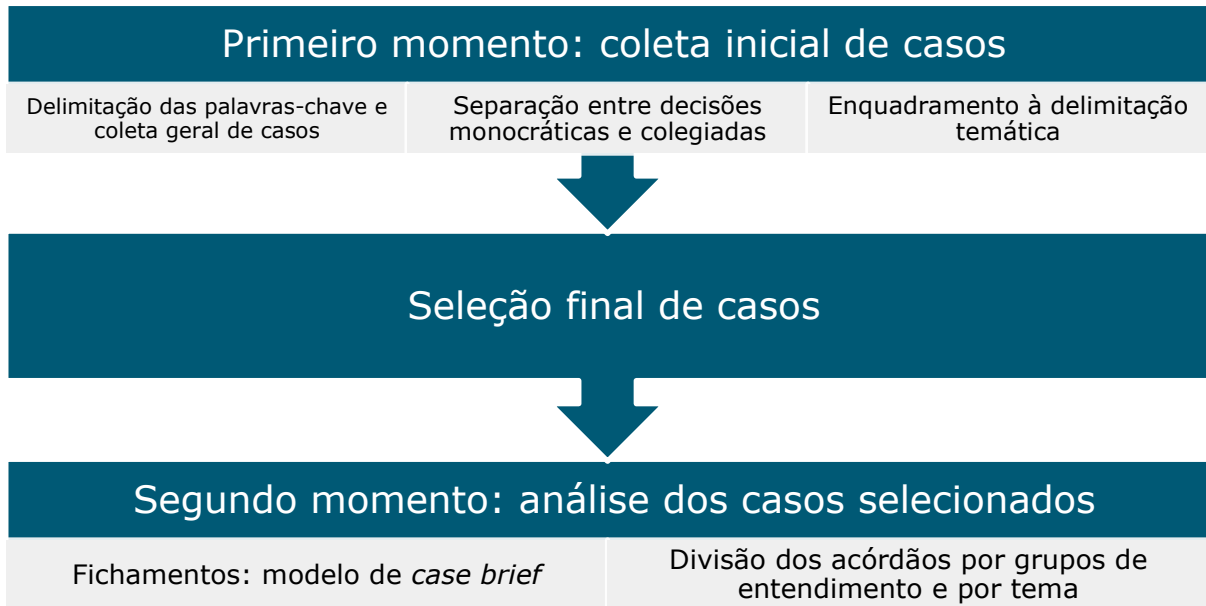 Primeiro momento: coleta inicial de casos
Delimitação das palavras-chave e
coleta geral de casos
Separação entre decisões
monocráticas e colegiadas
Enquadramento à delimitação
temática
Seleção final de casos
Segundo momento: análise dos casos selecionados
Fichamentos: modelo de case brief
Divisão dos acórdãos por grupos de
entendimento e por tema